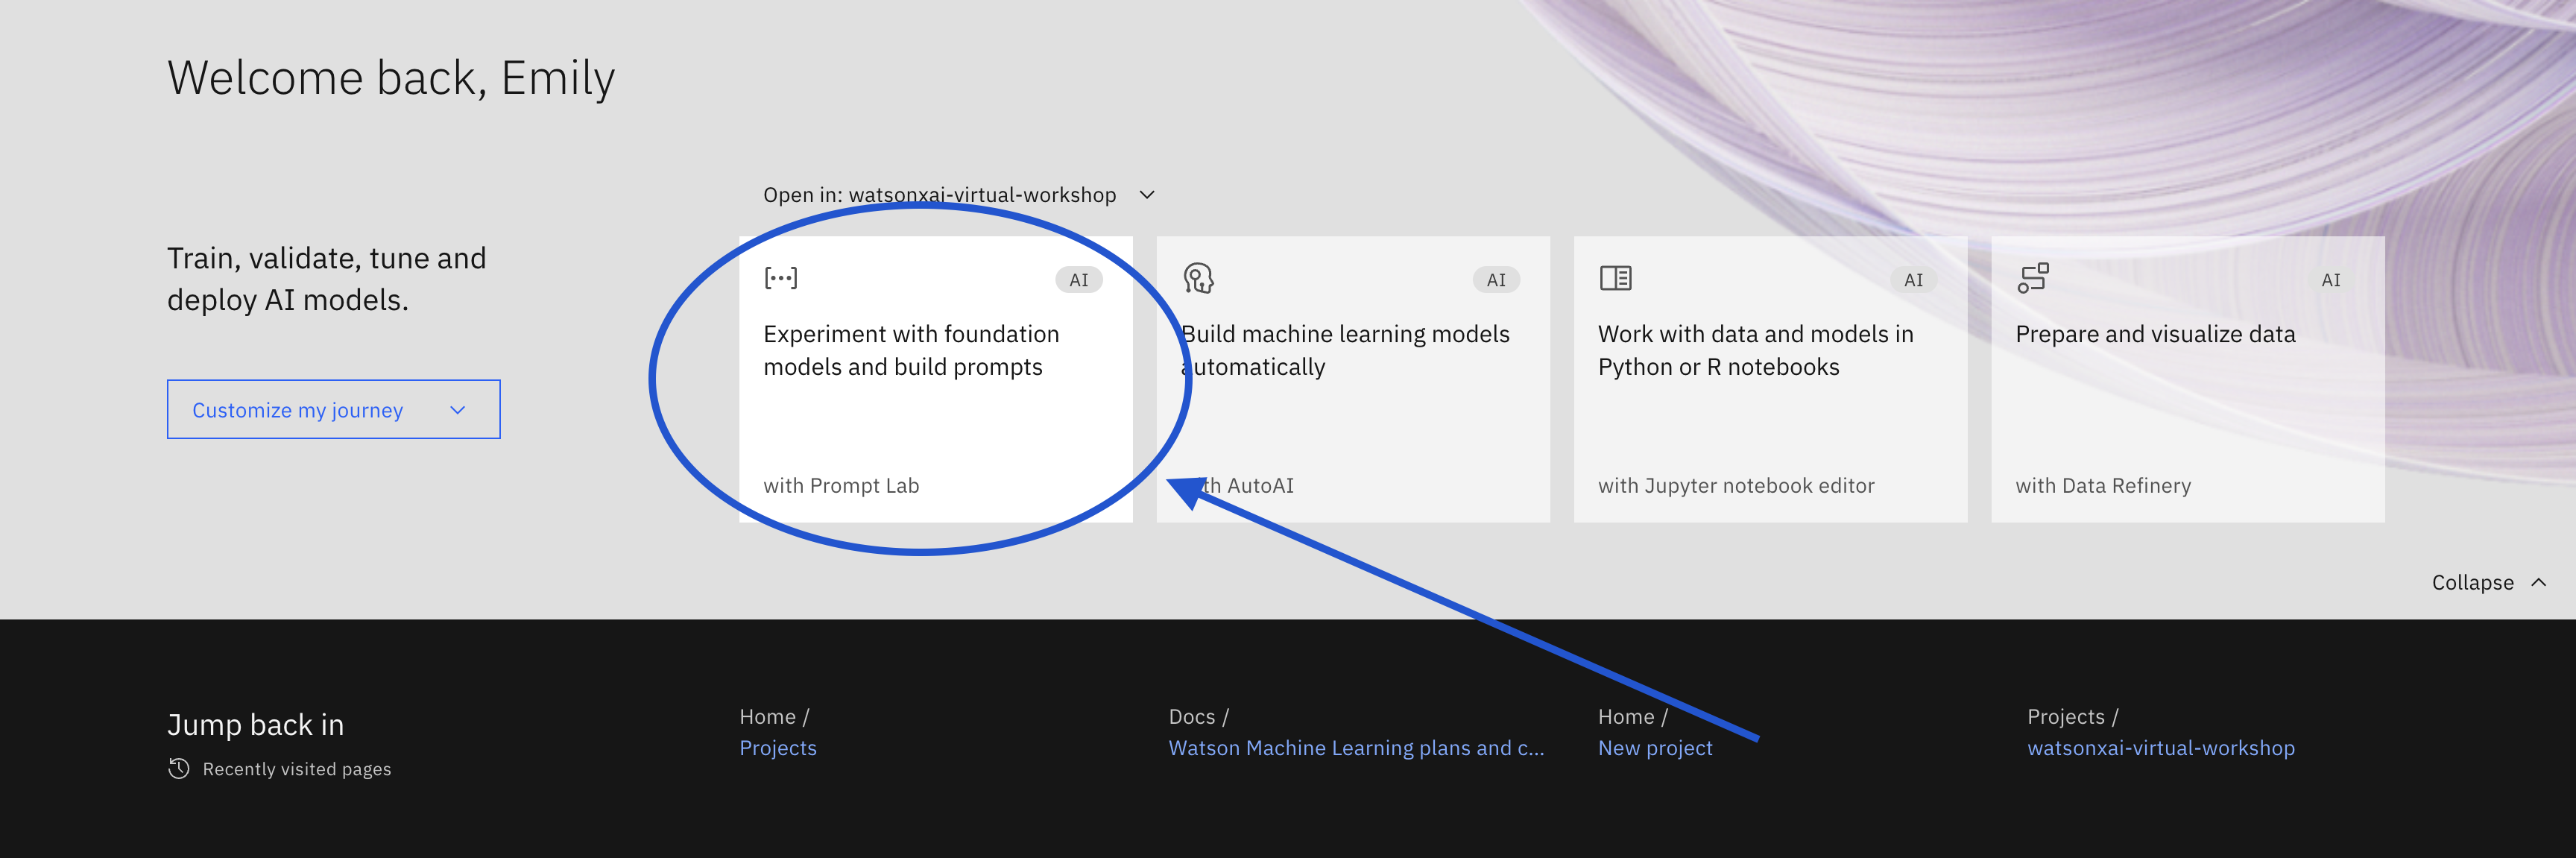 Welcome back, Emily
Open in: watsonxai-virtual-workshop
Train, validate, tune and
deploy AI models.
Customize my journey
AI
Experiment with foundation
models and build prompts
with Prompt Lab
AI
Build machine learning models
automatically
with AutoAI
AI
Work with data and models in
Python or R notebooks
with Jupyter notebook editor
AI
Prepare and visualize data
with Data Refinery
Collapse
Jump back in
Recently visited pages
Home /
Projects
Docs /
Watson Machine Learning plans and c...
Home /
New project
Projects /
watsonxai-virtual-workshop